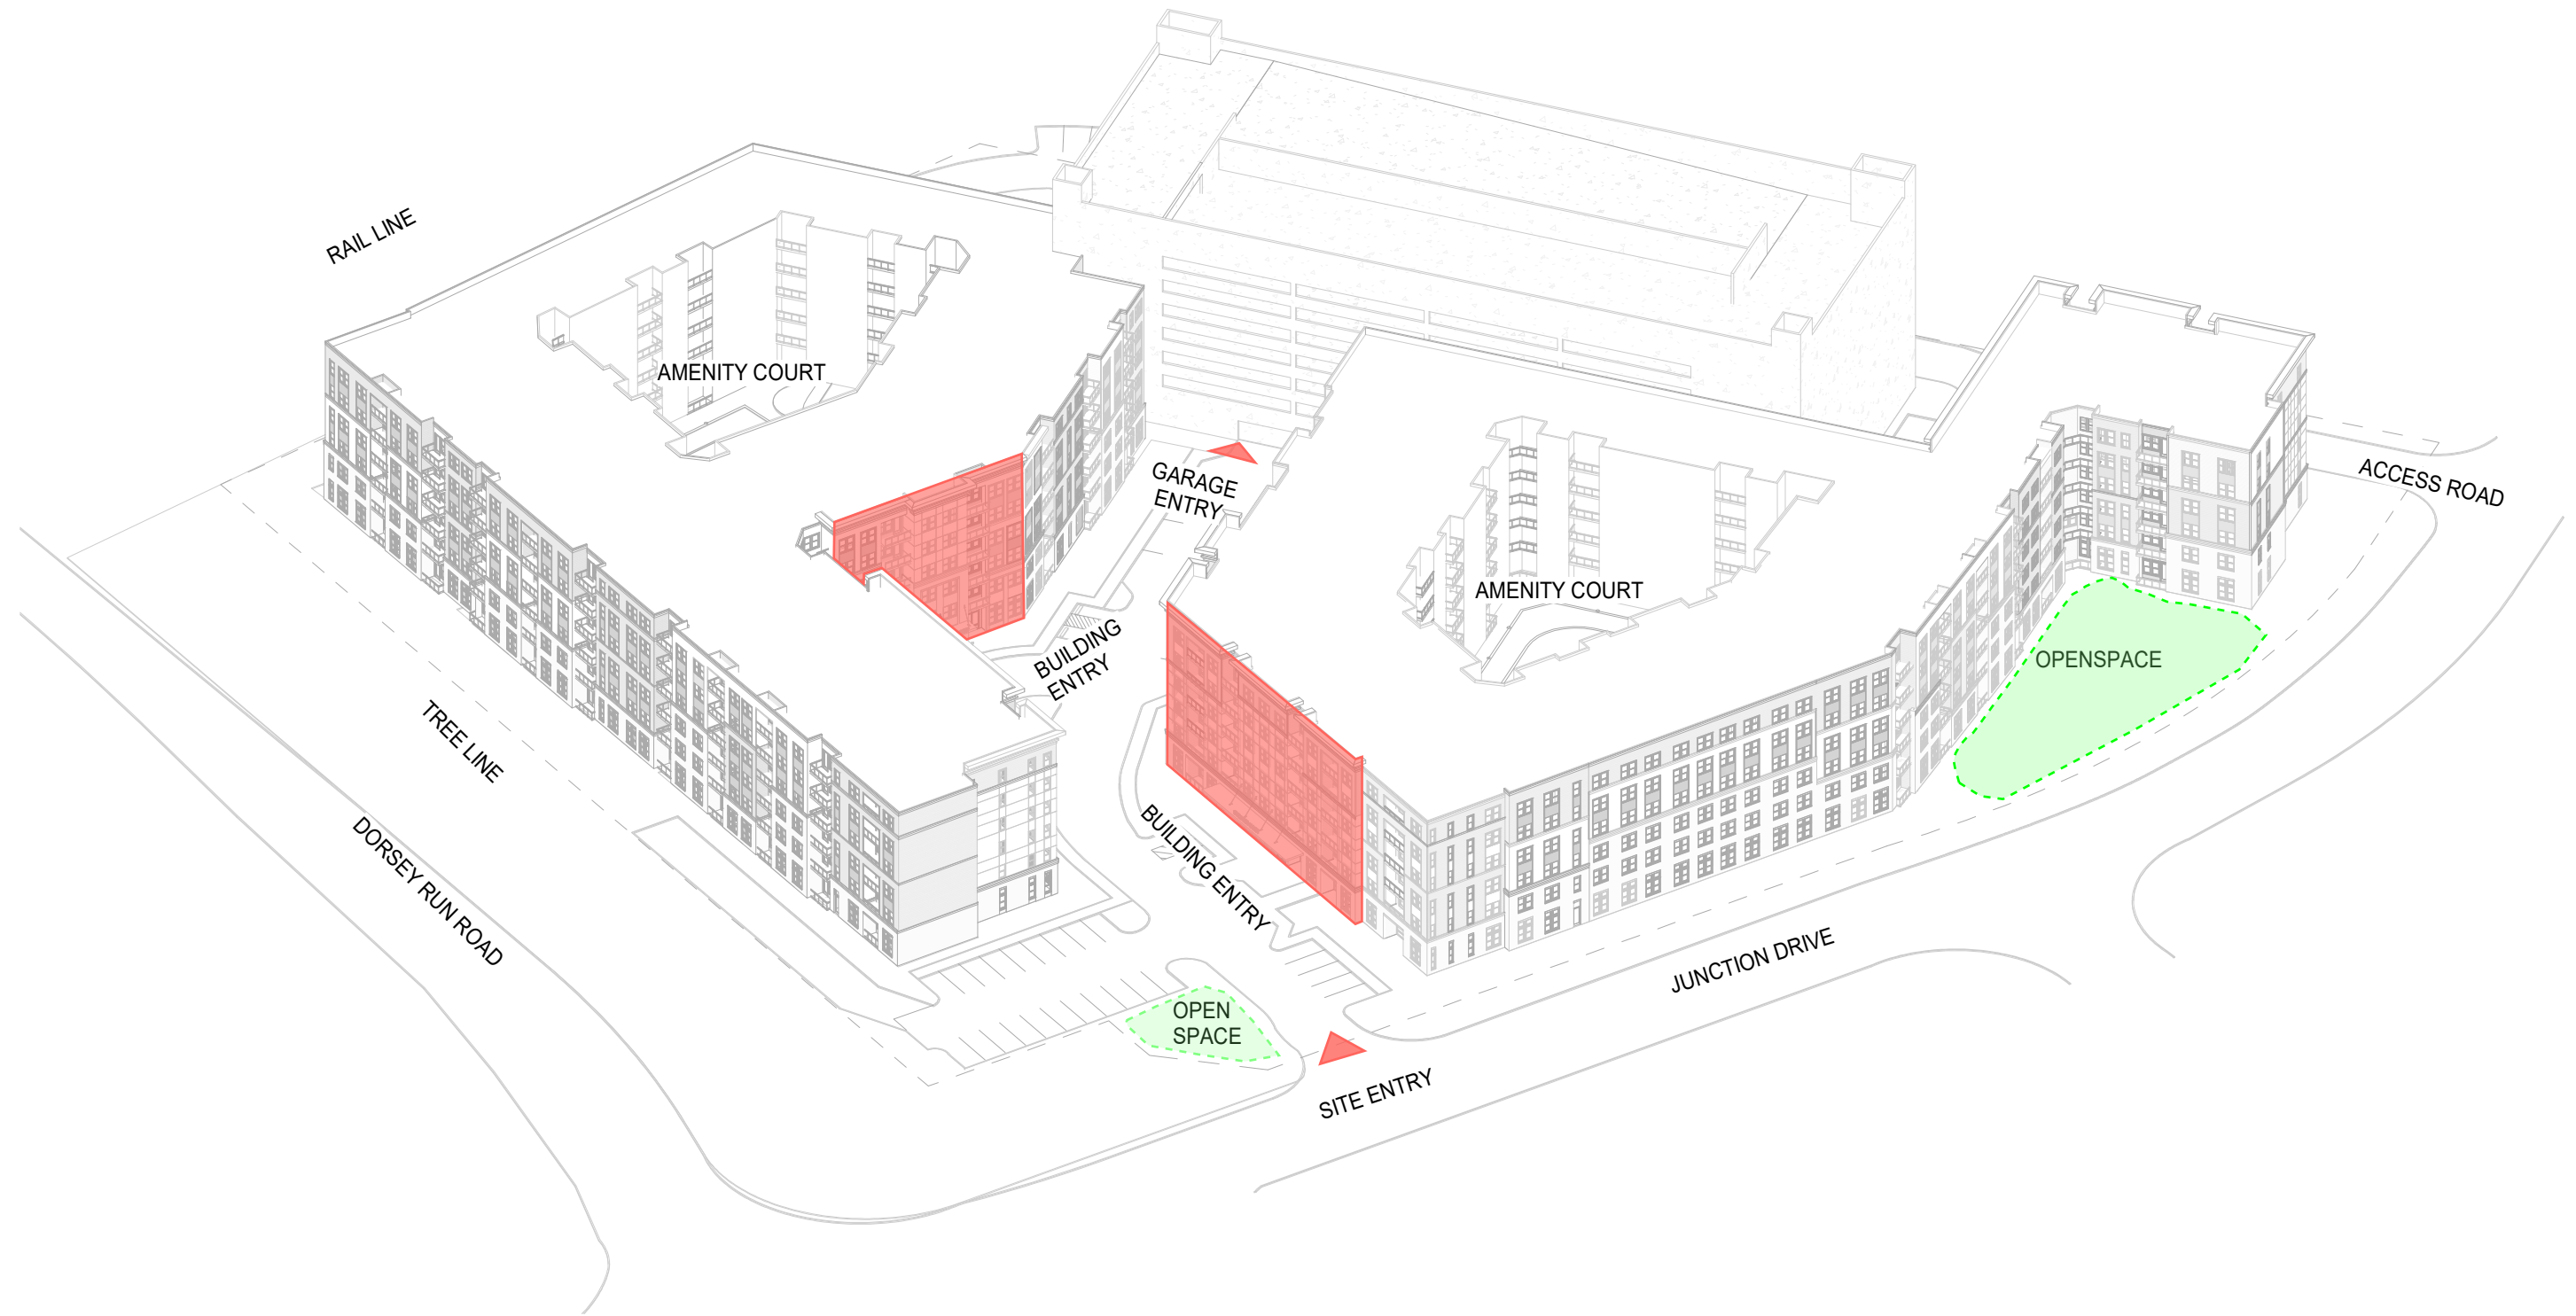 RAIL LINE
AMENITY COURT
GARAGE
ENTRY
ACCESS ROAD
AMENITY COURT
BUILDING
ENTRY
OPENSPACE
TREE LINE
DORSEY RUN ROAD
BUILDING ENTRY
JUNCTION DRIVE
OPEN
SPACE
SITE ENTRY